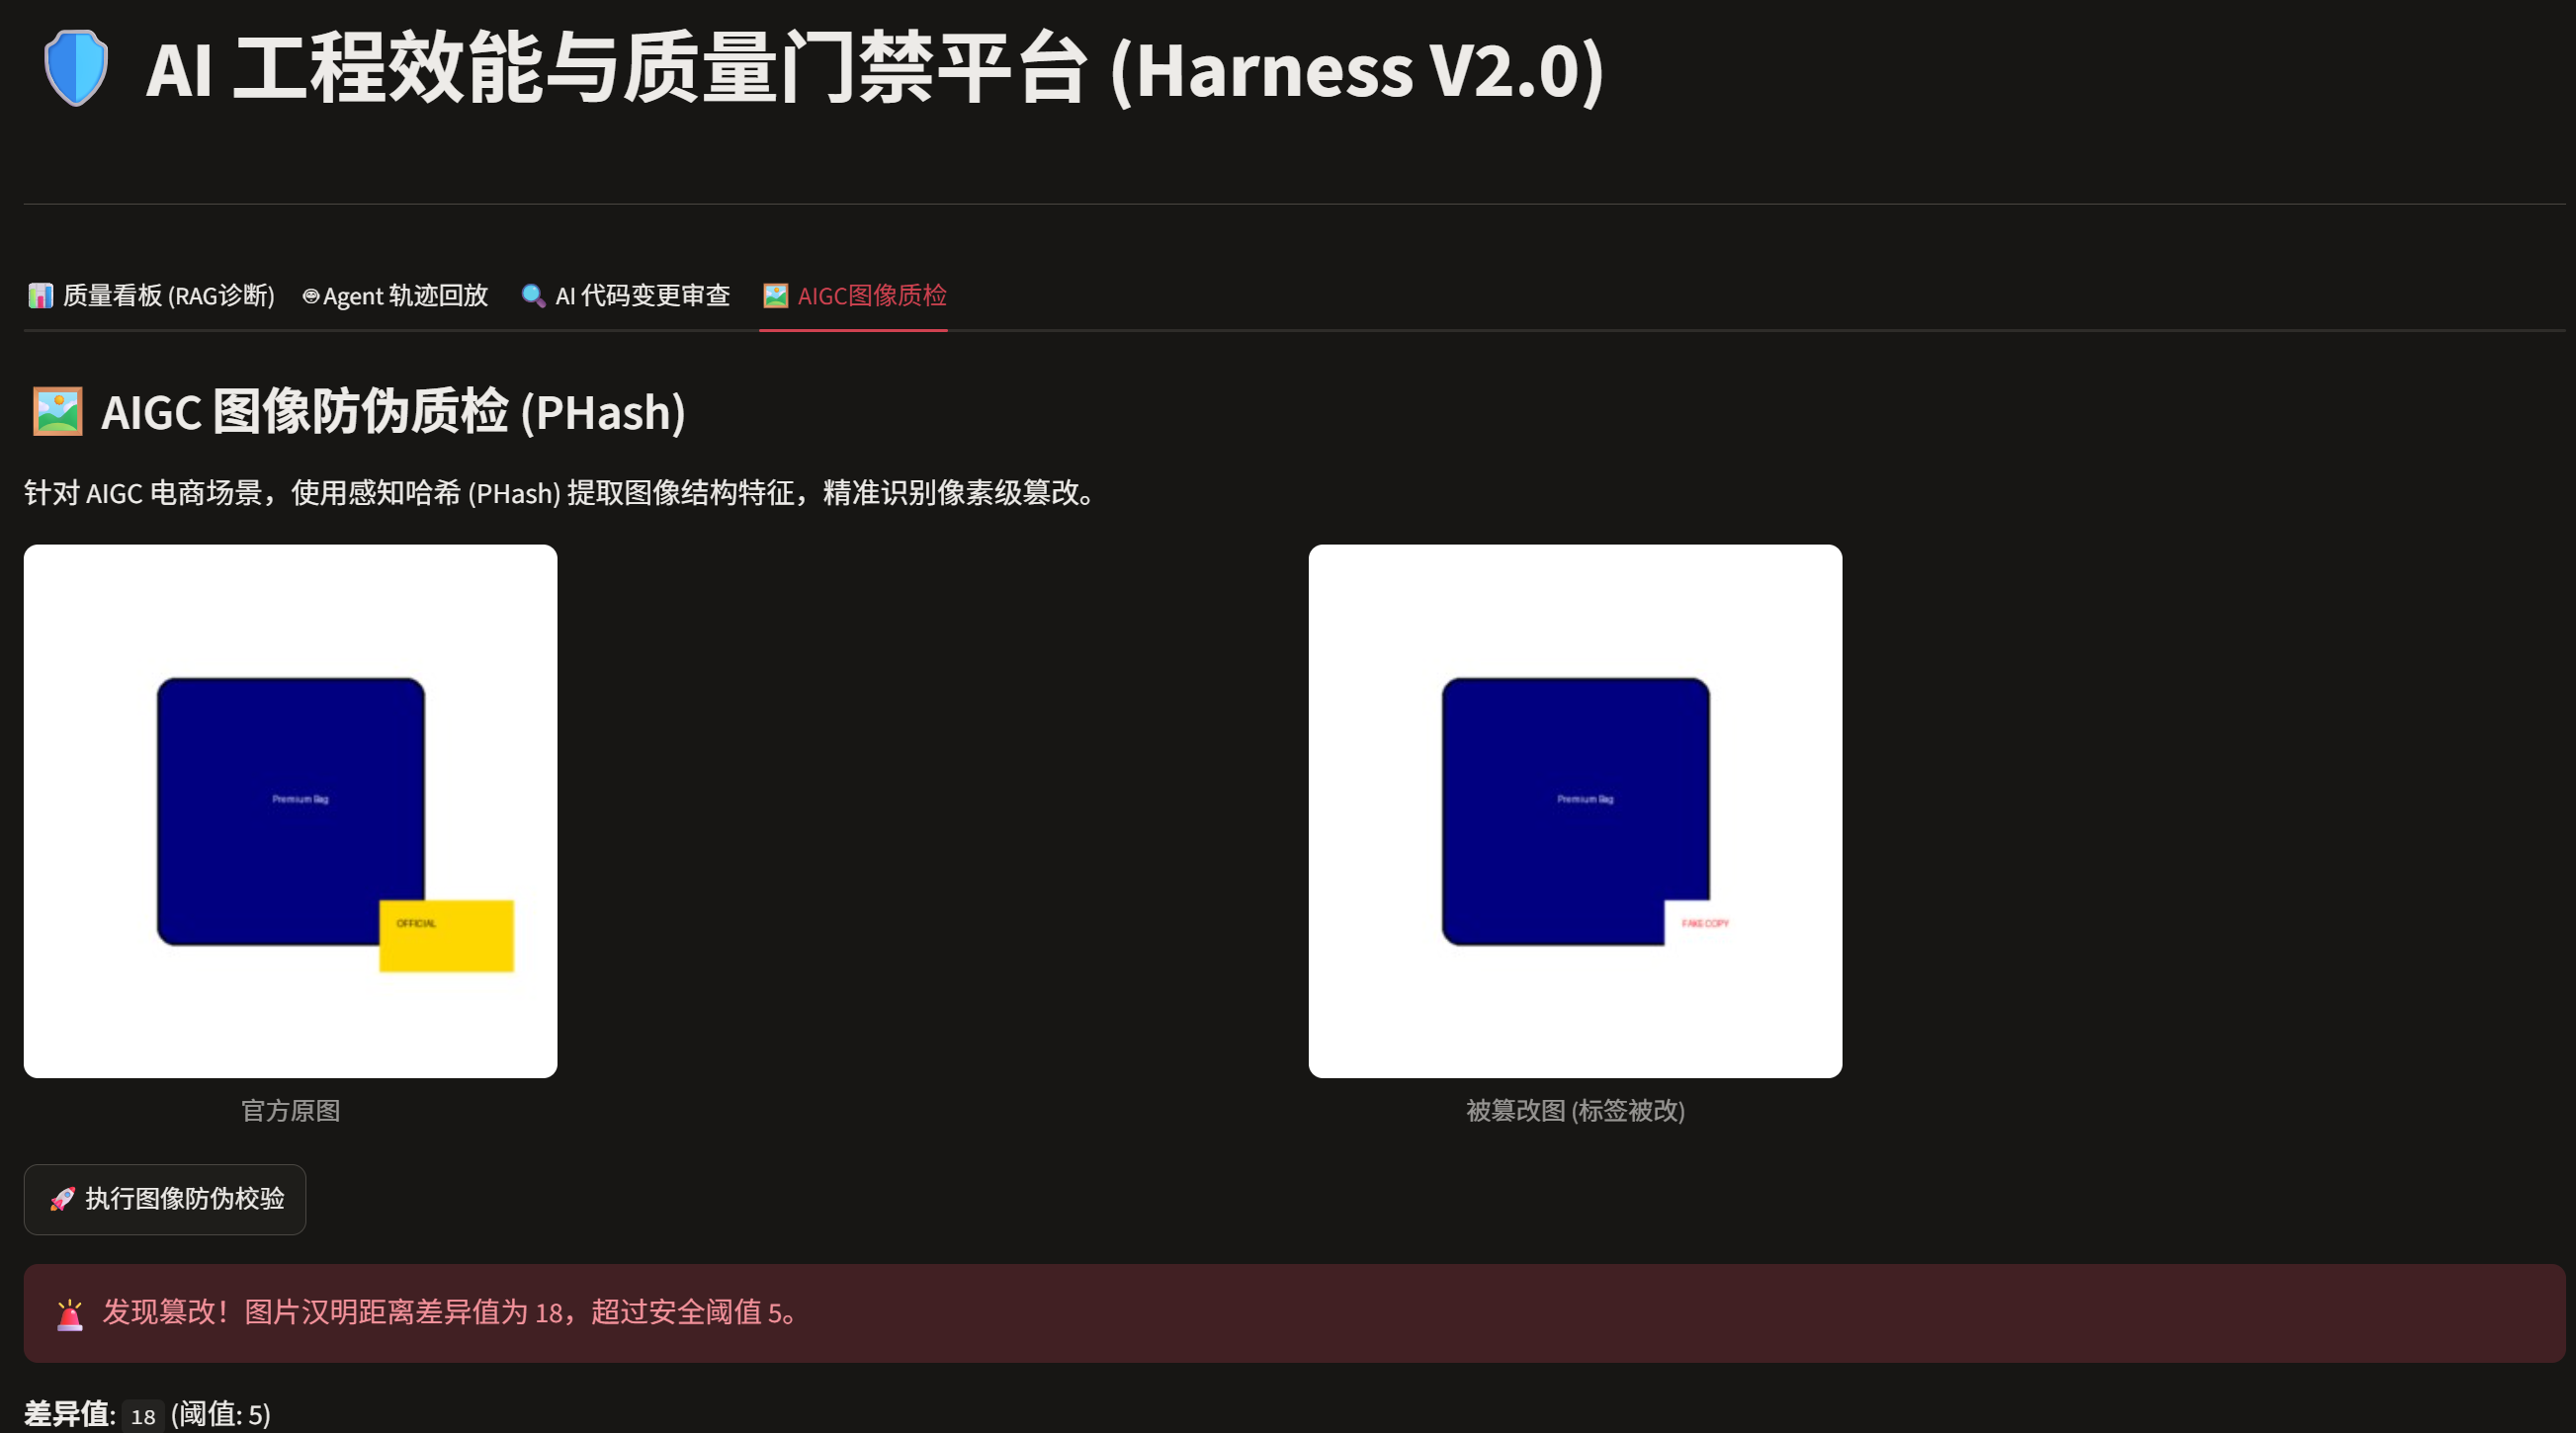 AI 工程效能与质量门禁平台 (Harness V2.0)
质量看板 (RAG诊断) Agent 轨迹回放 AI 代码变更审查 AIGC图像质检
AIGC 图像防伪质检 (PHash)
针对 AIGC 电商场景，使用感知哈希 (PHash) 提取图像结构特征，精准识别像素级篡改。
Premium Bag
OFFICIAL
Premium Bag
FAKE COPY
官方原图
被篡改图 (标签被改)
执行图像防伪校验
发现篡改！图片汉明距离差异值为 18，超过安全阈值 5。
差异值: 18 (阈值: 5)